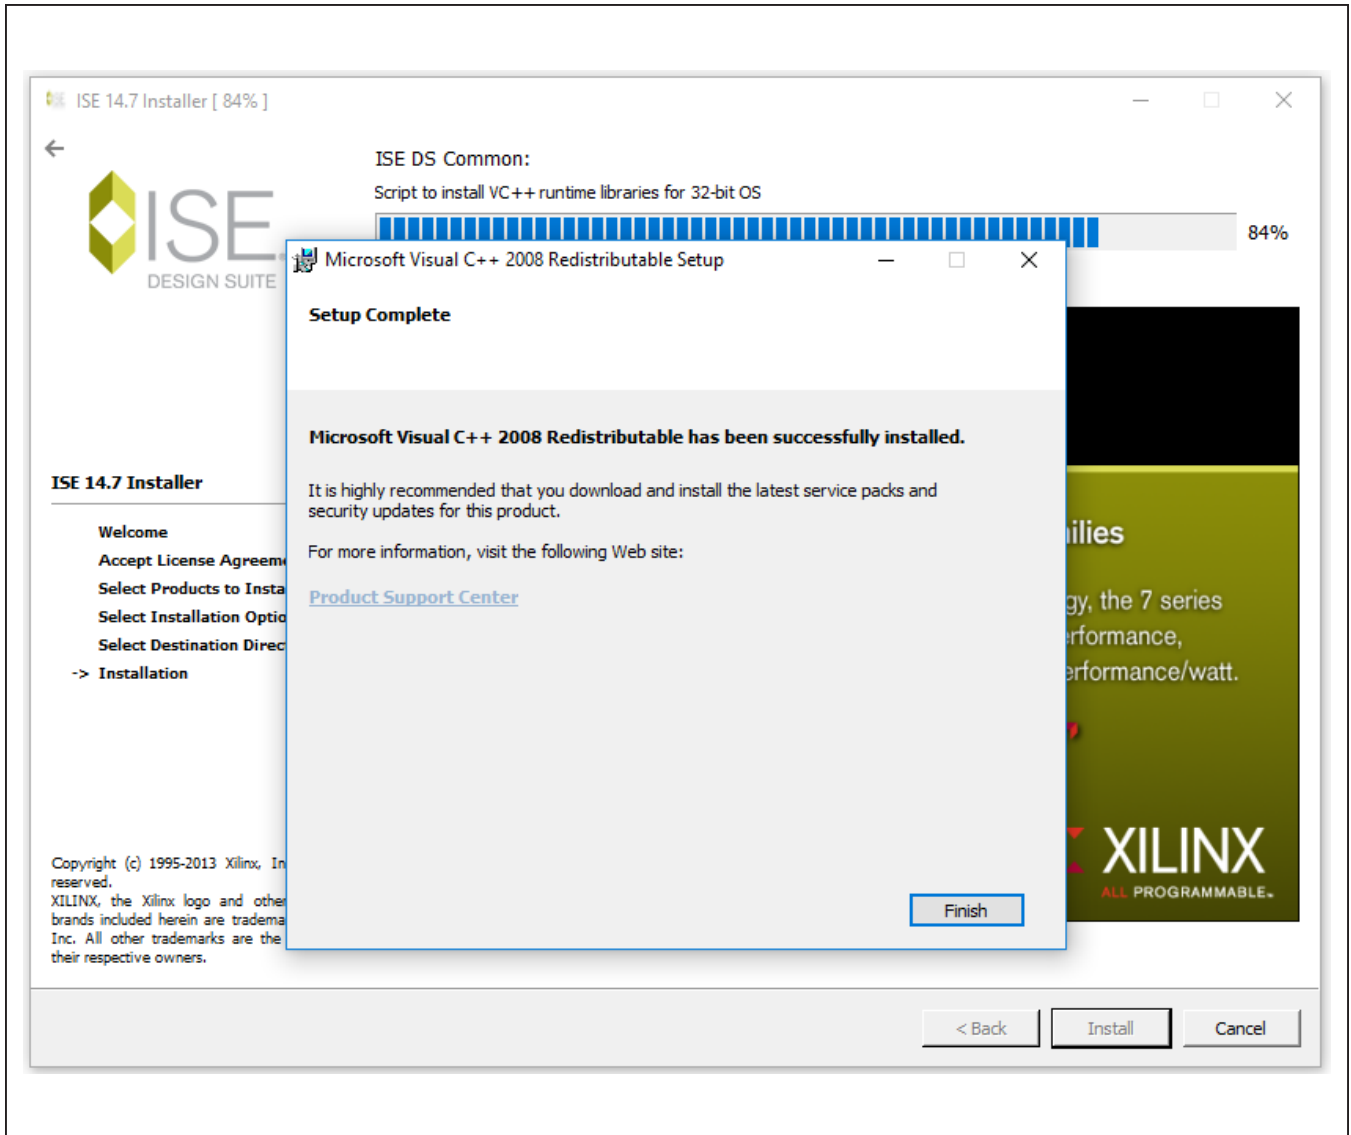 ISE 14.7 Installer [ 84% ]
ISE DS Common:
Script to install VC++ runtime libraries for 32-bit OS
84%
ISE
DESIGN SUITE
Microsoft Visual C++ 2008 Redistributable Setup
Setup Complete
Microsoft Visual C++ 2008 Redistributable has been successfully installed.
It is highly recommended that you download and install the latest service packs and
security updates for this product.
For more information, visit the following Web site:
Product Support Center
Finish
ISE 14.7 Installer
Welcome
Accept License Agreeme
Select Products to Insta
Select Installation Optio
Select Destination Direc
-> Installation
Copyright (c) 1995-2013 Xilinx, In
reserved.
XILINX, the Xilinx logo and other
brands included herein are tradema
Inc. All other trademarks are the
their respective owners.
ilies
gy, the 7 series
erformance,
erformance/watt.
XILINX
ALL PROGRAMMABLE™
< Back
Install
Cancel